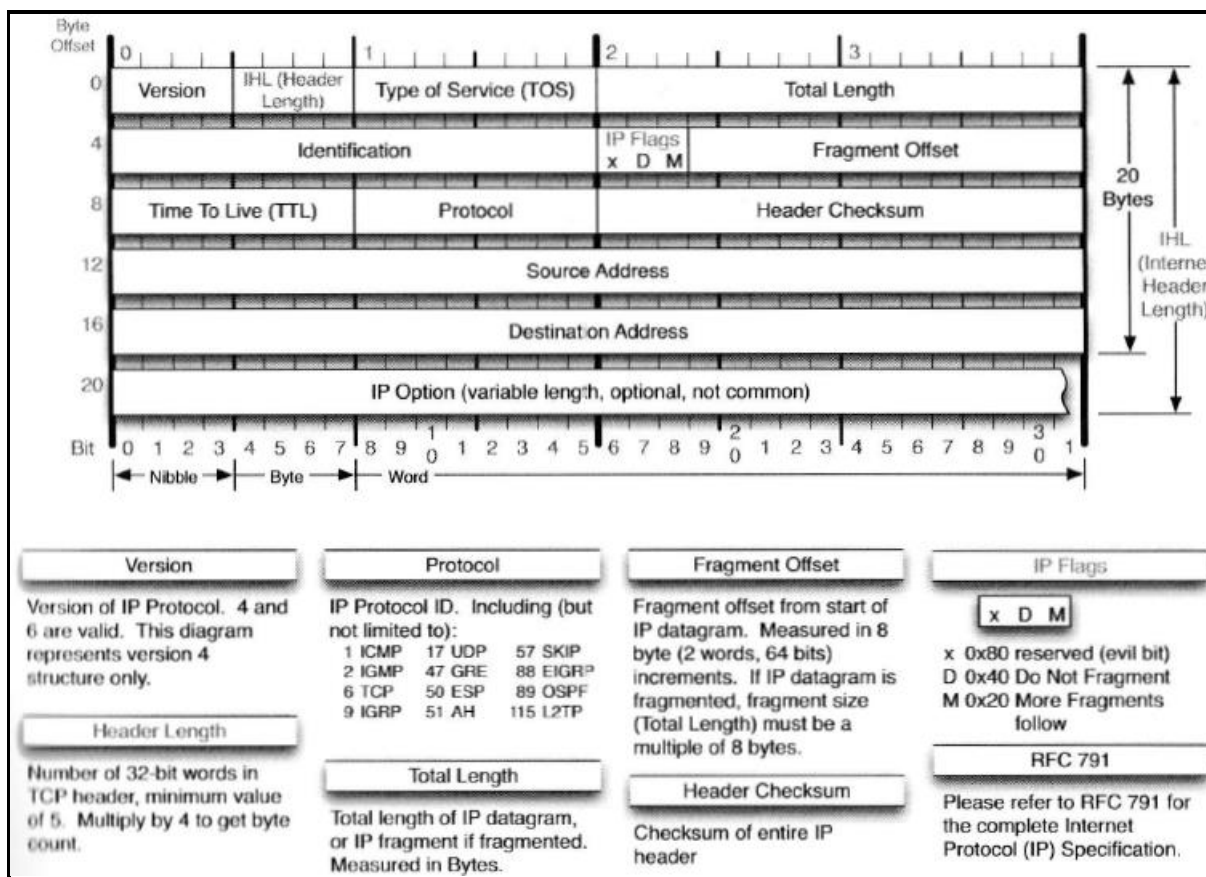 Byte
Offset
0 1 2 3
0 Version IHL (Header Length) Type of Service (TOS) Total Length
4 Identification IP Flags x D M Fragment Offset
8 Time To Live (TTL) Protocol Header Checksum
12 Source Address
16 Destination Address
20 IP Option (variable length, optional, not common)
20
Bytes
IHL
(Interne
Header
Length)
Bit 0 1 2 3 4 5 6 7 8 9 10 1 2 3 4 5 6 7 8 9 20 1 2 3 4 5 6 7 8 9 30 1
Nibble Byte Word
Version
Version of IP Protocol. 4 and
6 are valid. This diagram
represents version 4
structure only.
Header Length
Number of 32-bit words in
TCP header, minimum value
of 5. Multiply by 4 to get byte
count.
Protocol
IP Protocol ID. Including (but
not limited to):
1 ICMP 17 UDP 57 SKIP
2 IGMP 47 GRE 88 EIGRP
6 TCP 50 ESP 89 OSPF
9 IGRP 51 AH 115 L2TP
Total Length
Total length of IP datagram,
or IP fragment if fragmented.
Measured in Bytes.
Fragment Offset
Fragment offset from start of
IP datagram. Measured in 8
byte (2 words, 64 bits)
increments. If IP datagram is
fragmented, fragment size
(Total Length) must be a
multiple of 8 bytes.
Header Checksum
Checksum of entire IP
header
IP Flags
x D M
x 0x80 reserved (evil bit)
D 0x40 Do Not Fragment
M 0x20 More Fragments
follow
RFC 791
Please refer to RFC 791 for
the complete Internet
Protocol (IP) Specification.